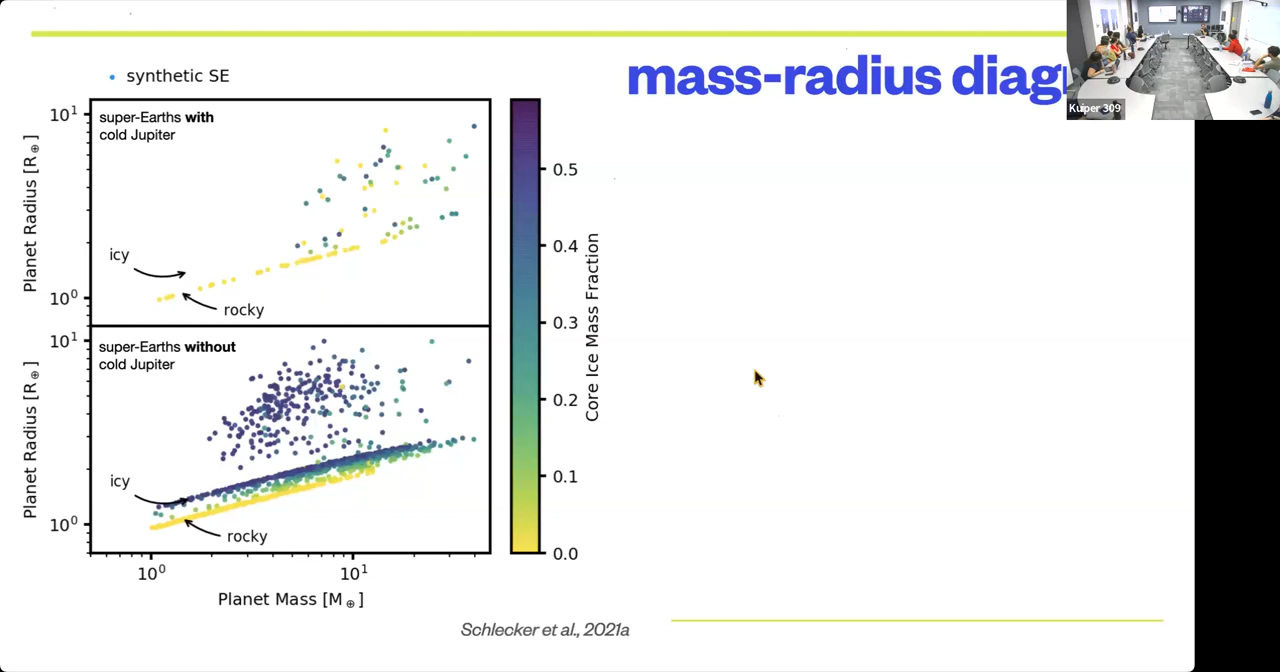 mass-radius diag
Kuiper 309
synthetic SE
super-Earths with
cold Jupiter
icy
rocky
10¹
10⁰
Planet Radius [R⊕]
super-Earths without
cold Jupiter
icy
rocky
10¹
10⁰
Planet Radius [R⊕]
10⁰ 10¹
Planet Mass [M⊕]
0.5
0.4
0.3
0.2
0.1
0.0
Core Ice Mass Fraction
Schlecker et al., 2021a